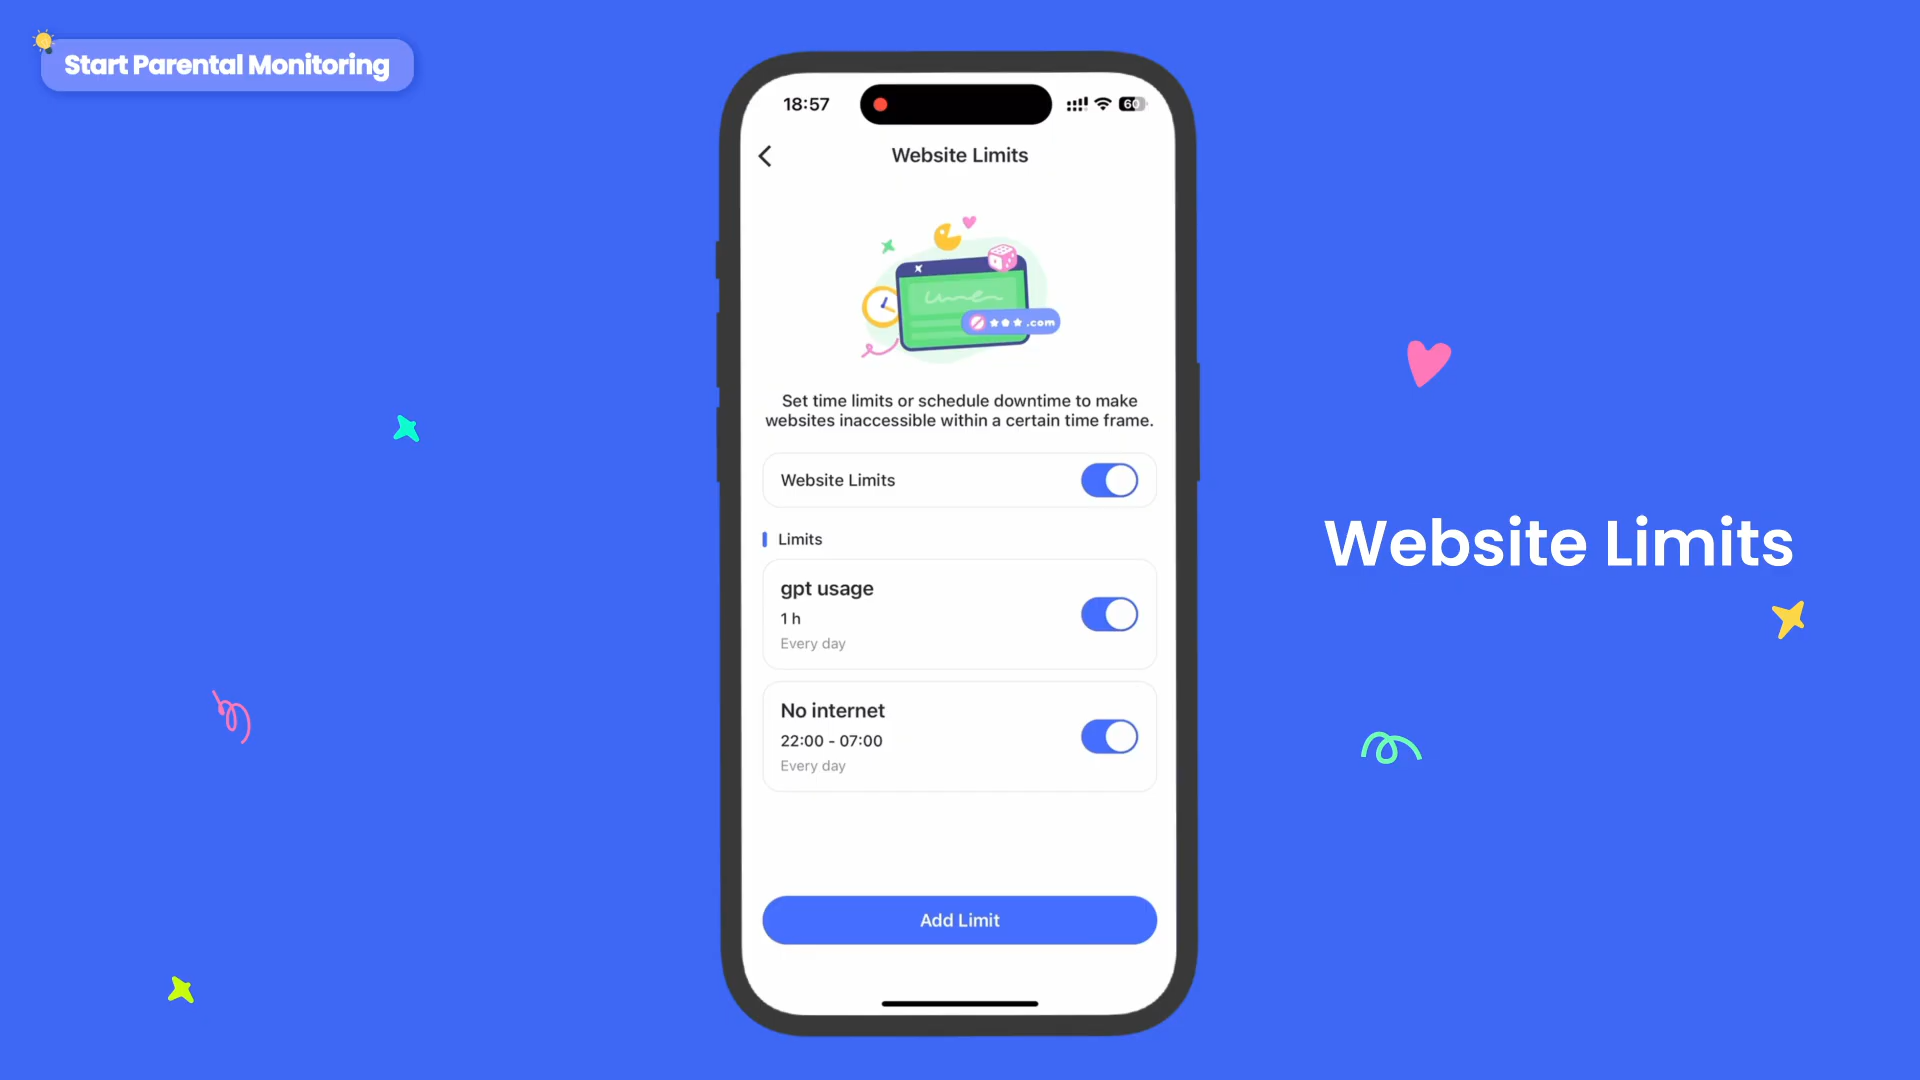 Start Parental Monitoring
18:57
60
Website Limits
.com
Set time limits or schedule downtime to make
websites inaccessible within a certain time frame.
Website Limits
Limits
gpt usage
1 h
Every day
No internet
22:00 - 07:00
Every day
Add Limit
Website Limits